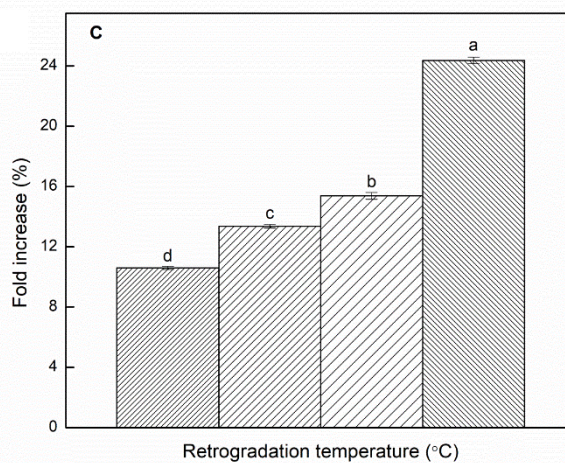 C
24
20
16
12
8
4
0
Fold increase (%)
d
c
b
a
Retrogradation temperature (°C)